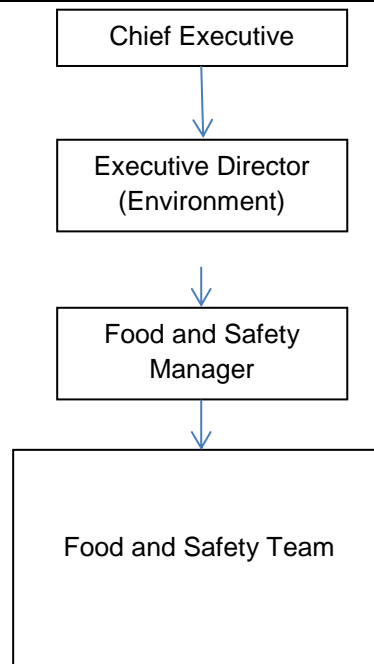 Chief Executive
Executive Director
(Environment)
Food and Safety
Manager
Food and Safety Team